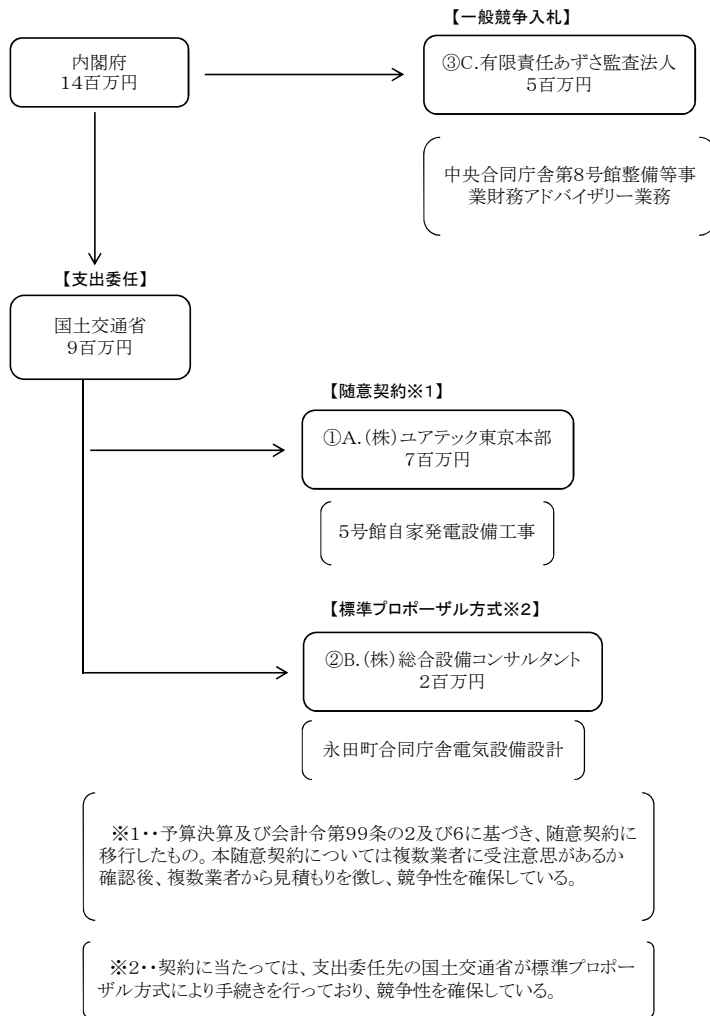 【一般競争入札】
内閣府
14百万円
③C.有限責任あずさ監査法人
5百万円
中央合同庁舎第8号館整備等事
業財務アドバイザリー業務
【支出委任】
国土交通省
9百万円
【随意契約※1】
①A.(株)ユアテック東京本部
7百万円
5号館自家発電設備工事
【標準プロポーザル方式※2】
②B.(株)総合設備コンサルタント
2百万円
永田町合同庁舎電気設備設計
※1・・予算決算及び会計令第99条の2及び6に基づき、随意契約に
移行したもの。本随意契約については複数業者に受注意思があるか
確認後、複数業者から見積もりを徴し、競争性を確保している。
※2・・契約に当たっては、支出委任先の国土交通省が標準プロポー
ザル方式により手続きを行っており、競争性を確保している。